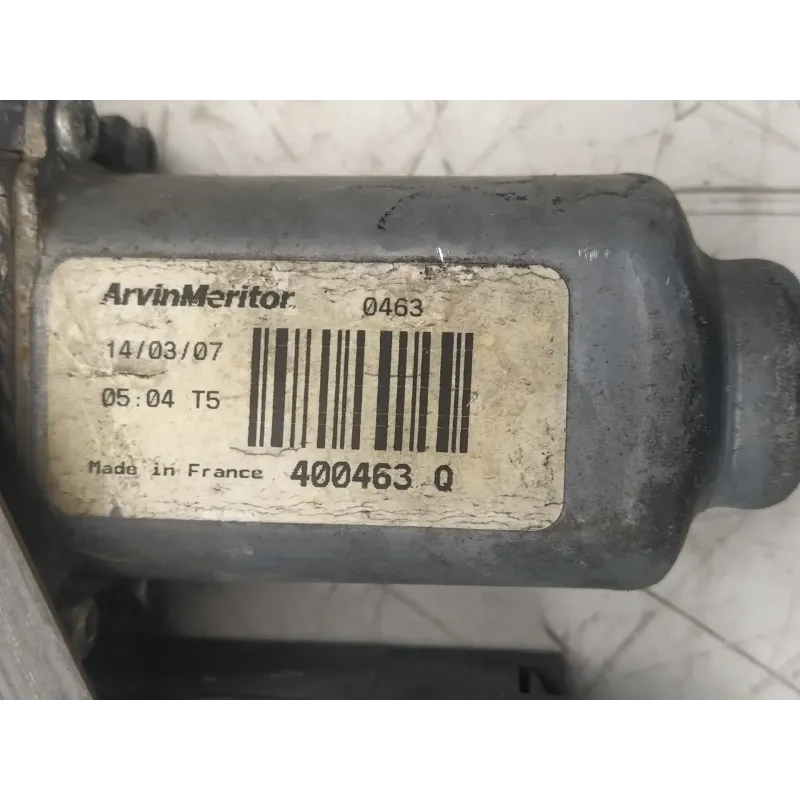 ArvinMeritor 0463
14/03/07
05:04 T5
Made in France 400463 Q